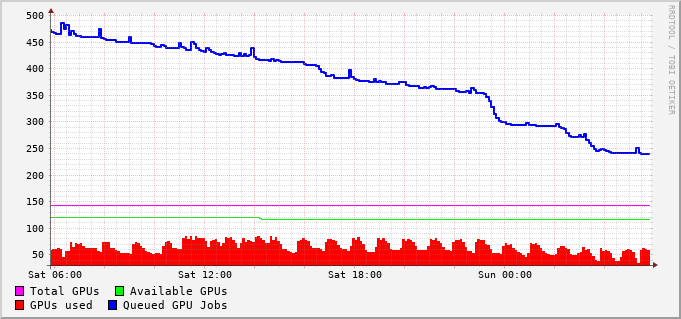 500
450
400
350
300
250
200
150
100
50
Sat 06:00 Sat 12:00 Sat 18:00 Sun 00:00
Total GPUs Available GPUs
GPUs used Queued GPU Jobs
RRDTOOL / TOBI OETIKER